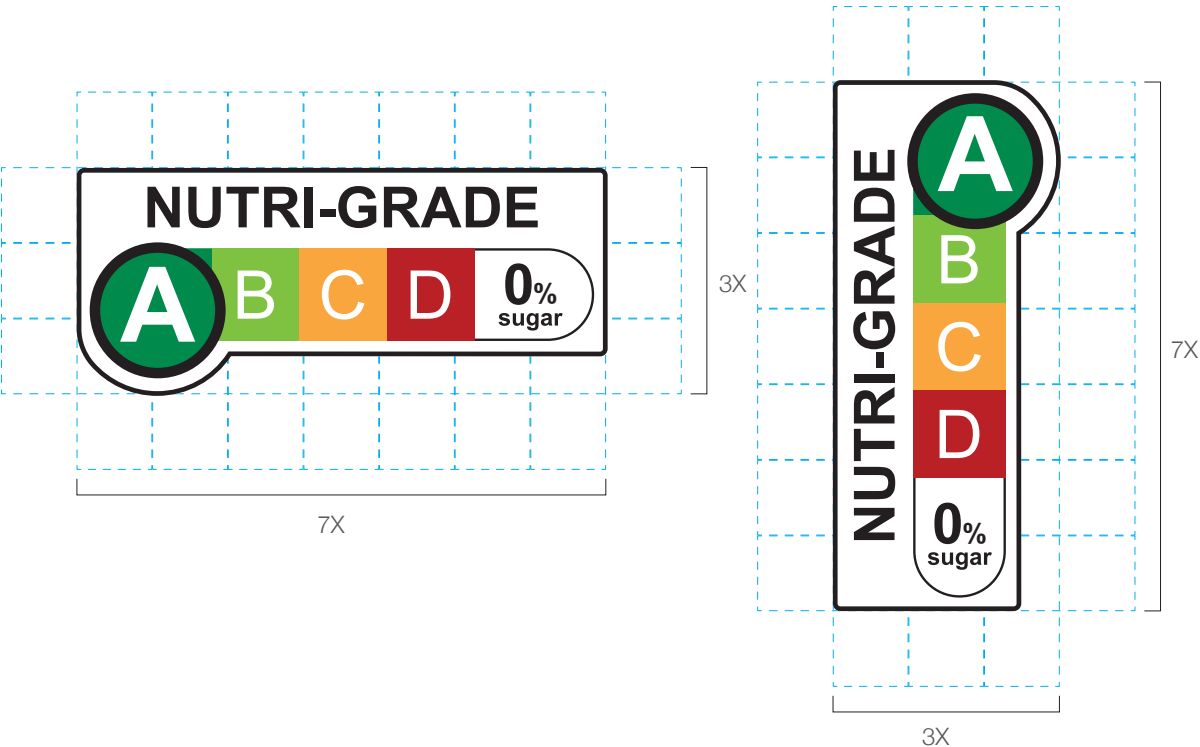 NUTRI-GRADE
A B C D 0%
sugar
3X
7X
NUTRI-GRADE
A
B
C
D
0%
sugar
7X
3X